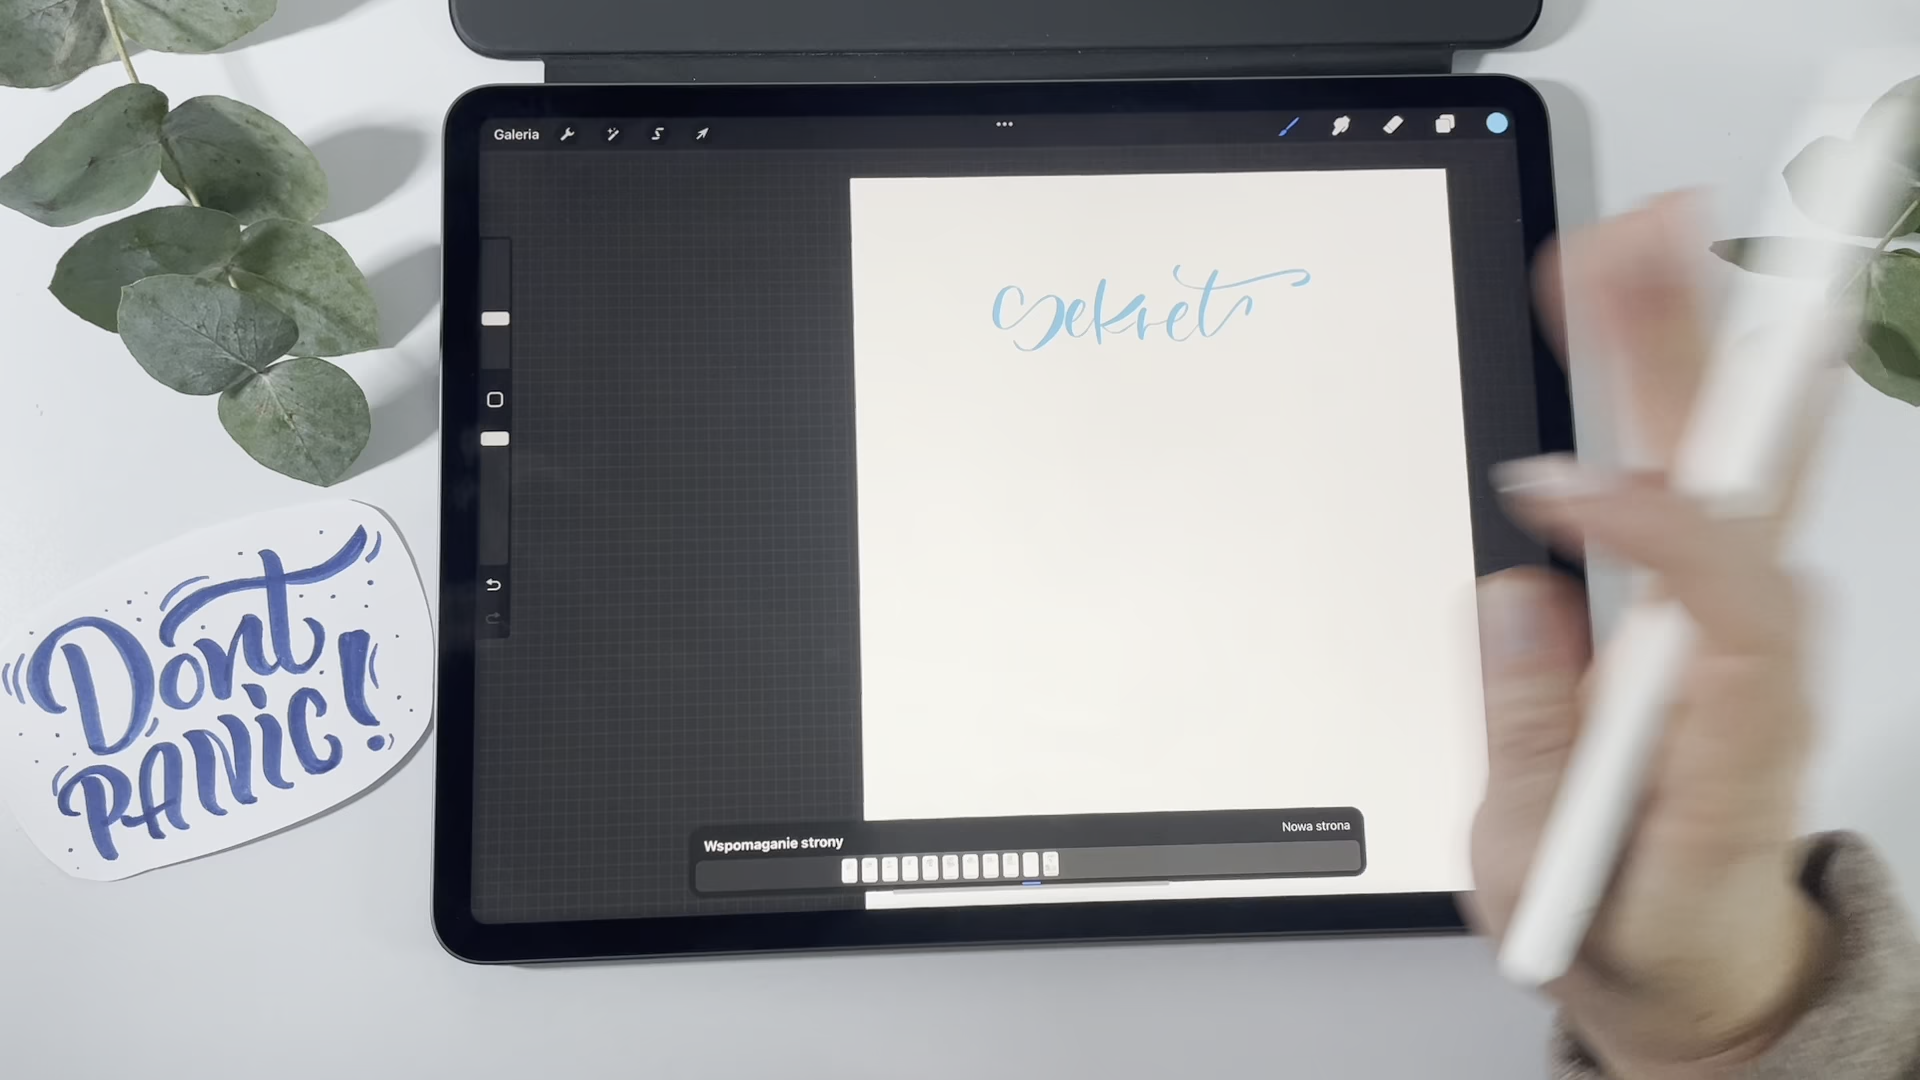 Galeria
sekret
Dont
PANIC!
Wspomaganie strony
Nowa strona